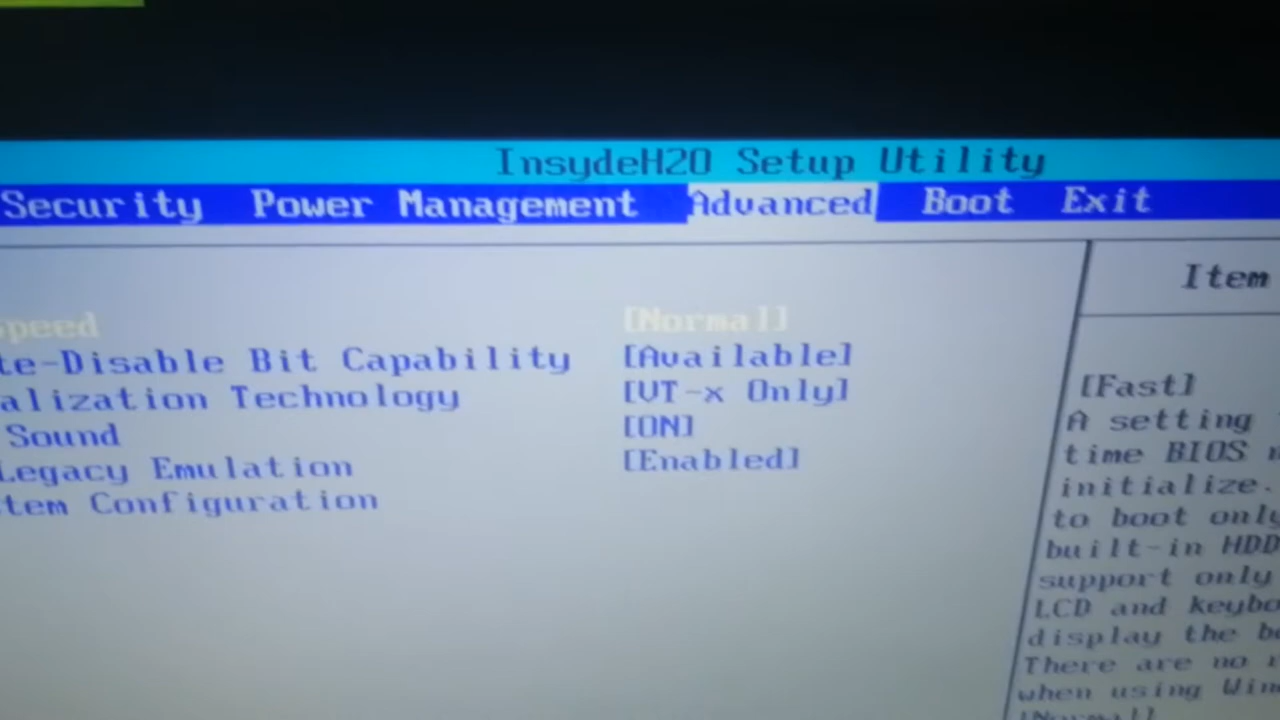 InsydeH2O Setup Utility
Security Power Management Advanced Boot Exit
Item
Speed [Normal]
te-Disable Bit Capability [Available]
alization Technology [VT-x Only]
Sound [ON]
Legacy Emulation [Enabled]
tem Configuration
[Fast]
A setting
time BIOS
initialize.
to boot only
built-in HDD
support only
LCD and keybo
display the
There are no
when using Win
[Normal]